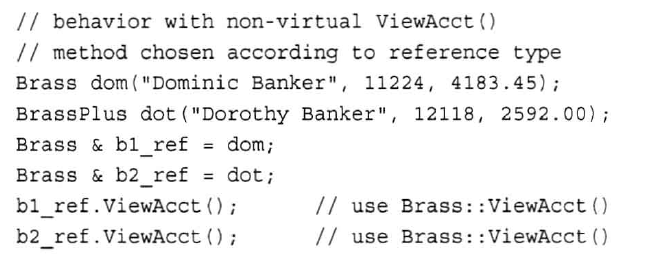 // behavior with non-virtual ViewAcct()
// method chosen according to reference type
Brass dom("Dominic Banker", 11224, 4183.45);
BrassPlus dot("Dorothy Banker", 12118, 2592.00);
Brass & b1_ref = dom;
Brass & b2_ref = dot;
b1_ref.ViewAcct();      // use Brass::ViewAcct()
b2_ref.ViewAcct();      // use Brass::ViewAcct()